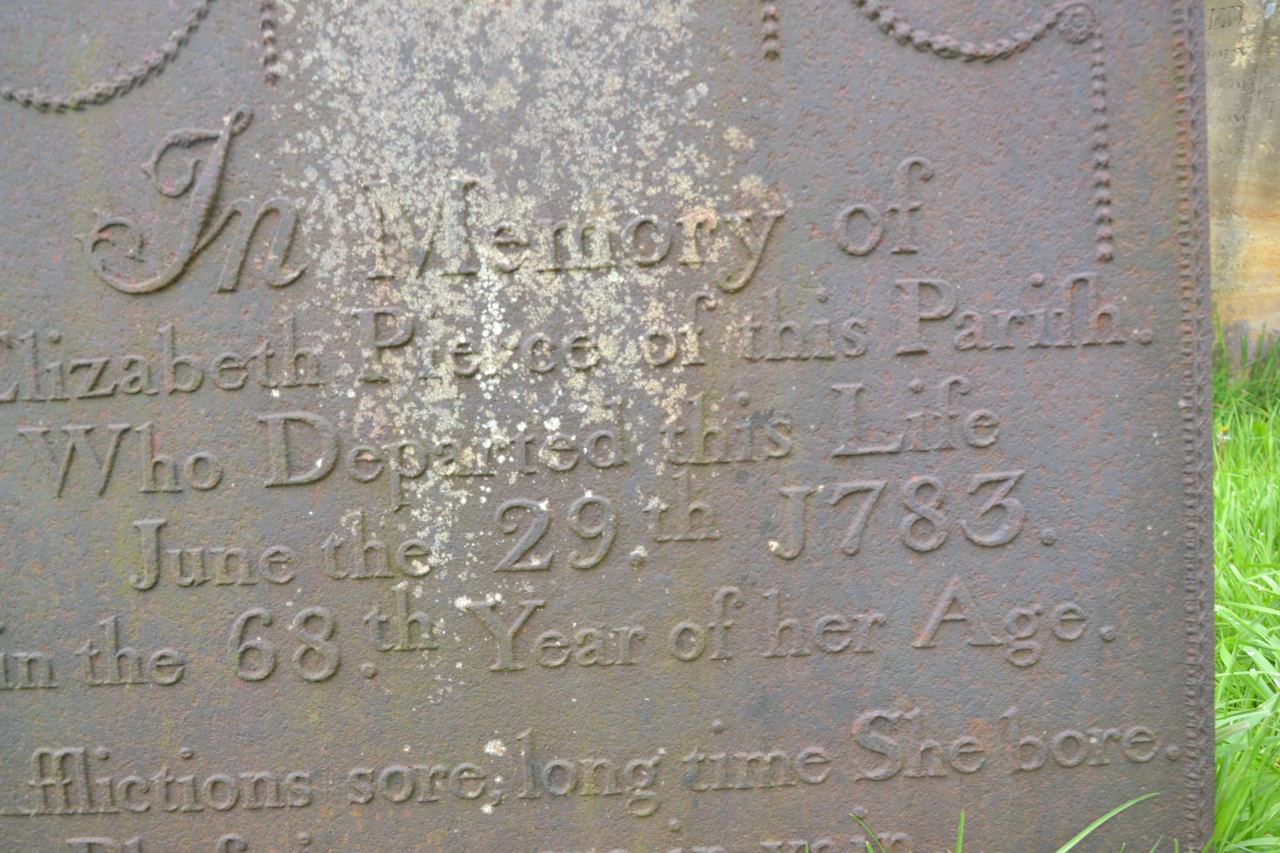 In Memory of
Elizabeth Pierce of this Pariſh.
Who Departed this Life
June the 29.th J783.
in the 68.th Year of her Age.
Afflictions sore, long time She bore.